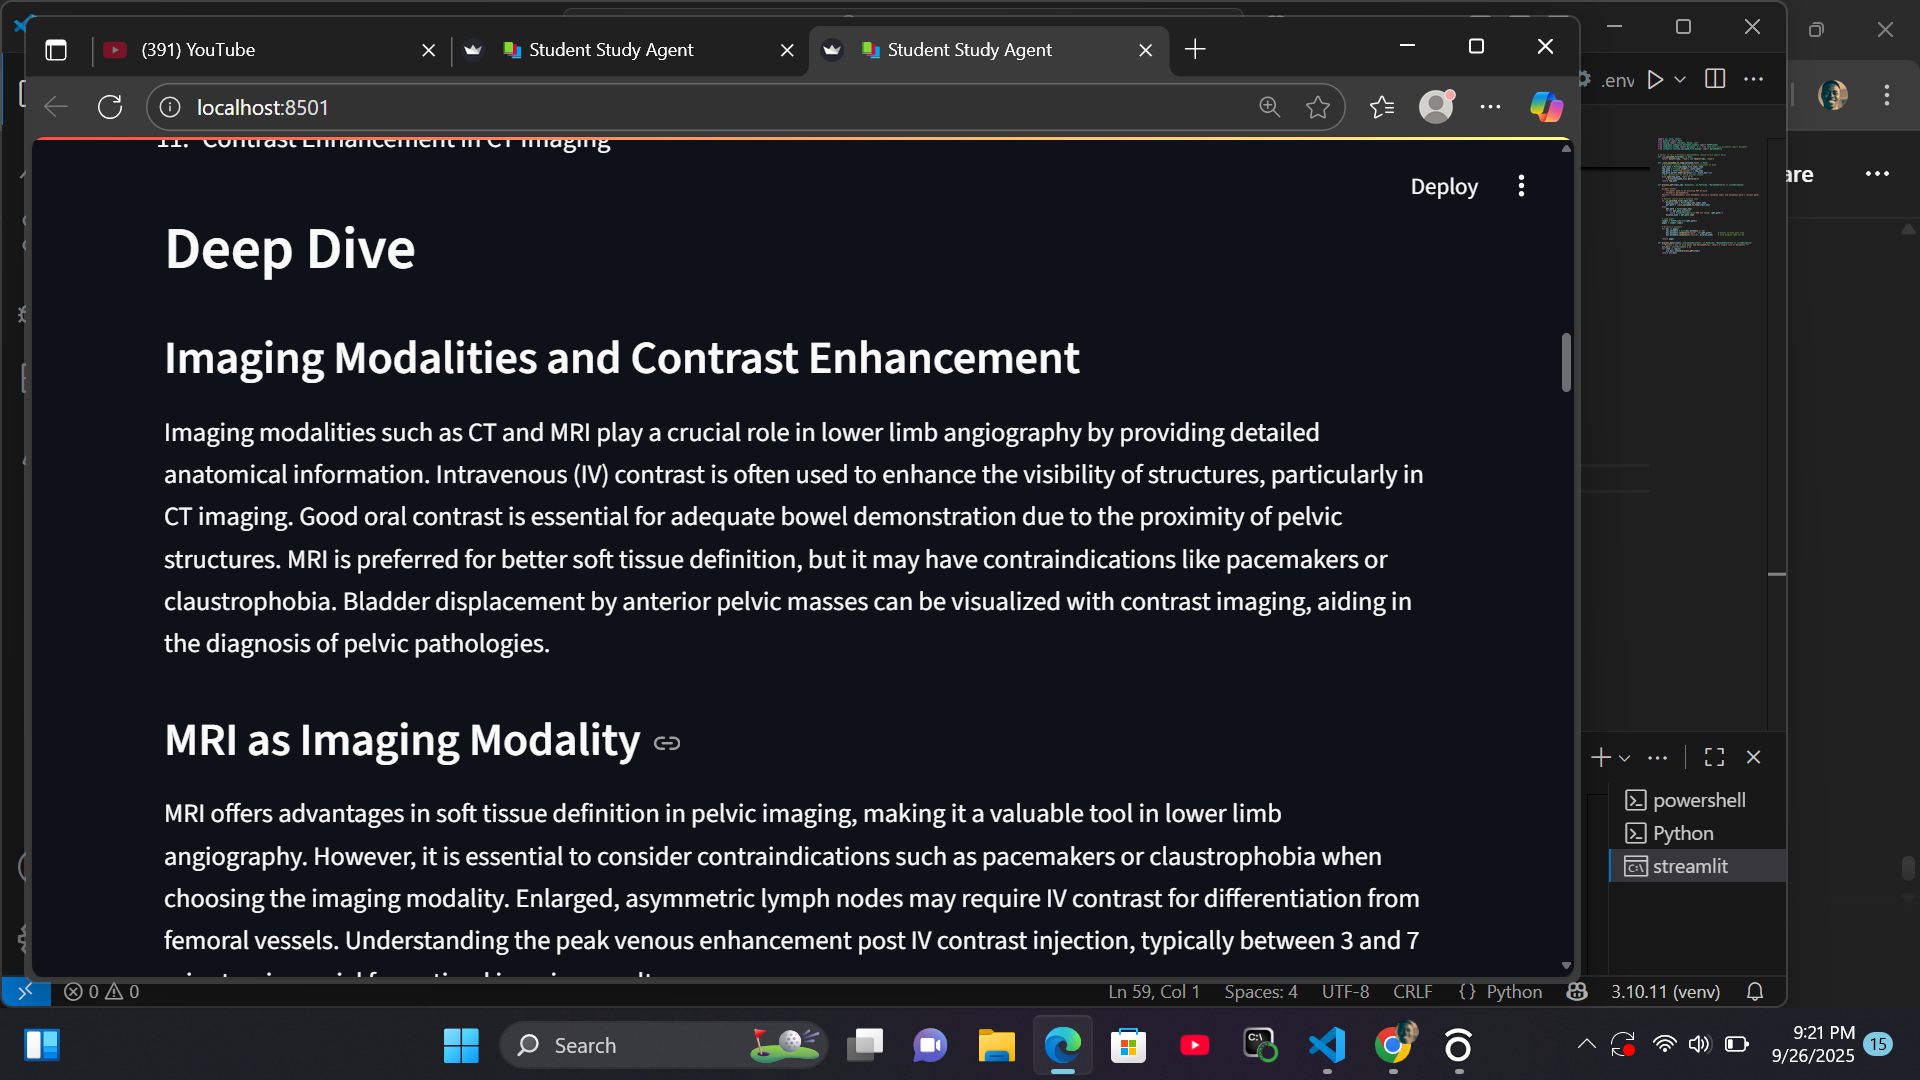 (391) YouTube
Student Study Agent
Student Study Agent
localhost:8501
.env
11. Contrast Enhancement in CT Imaging
Deploy
Deep Dive
Imaging Modalities and Contrast Enhancement
Imaging modalities such as CT and MRI play a crucial role in lower limb angiography by providing detailed
anatomical information. Intravenous (IV) contrast is often used to enhance the visibility of structures, particularly in
CT imaging. Good oral contrast is essential for adequate bowel demonstration due to the proximity of pelvic
structures. MRI is preferred for better soft tissue definition, but it may have contraindications like pacemakers or
claustrophobia. Bladder displacement by anterior pelvic masses can be visualized with contrast imaging, aiding in
the diagnosis of pelvic pathologies.
MRI as Imaging Modality
MRI offers advantages in soft tissue definition in pelvic imaging, making it a valuable tool in lower limb
angiography. However, it is essential to consider contraindications such as pacemakers or claustrophobia when
choosing the imaging modality. Enlarged, asymmetric lymph nodes may require IV contrast for differentiation from
femoral vessels. Understanding the peak venous enhancement post IV contrast injection, typically between 3 and 7
are
powershell
Python
streamlit
0 0
Ln 59, Col 1
Spaces: 4
UTF-8
CRLF
{} Python
3.10.11 (venv)
Search
9:21 PM
9/26/2025
15